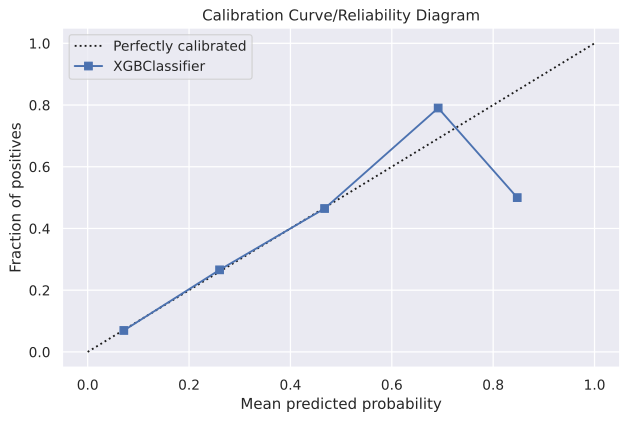 Calibration Curve/Reliability Diagram
Perfectly calibrated
XGBClassifier
Fraction of positives
1.0
0.8
0.6
0.4
0.2
0.0
0.0 0.2 0.4 0.6 0.8 1.0
Mean predicted probability